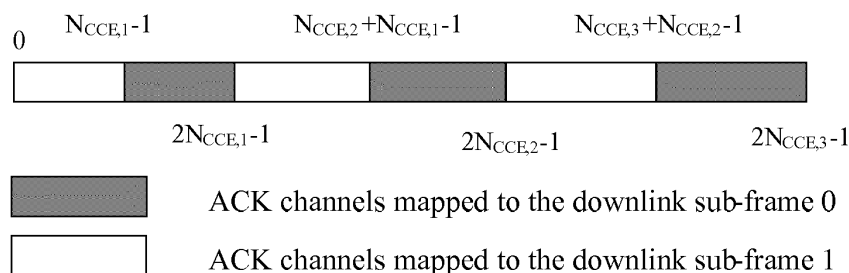 N_CCE,1-1 N_CCE,2+N_CCE,1-1 N_CCE,3+N_CCE,2-1
0
2N_CCE,1-1 2N_CCE,2-1 2N_CCE,3-1
ACK channels mapped to the downlink sub-frame 0
ACK channels mapped to the downlink sub-frame 1